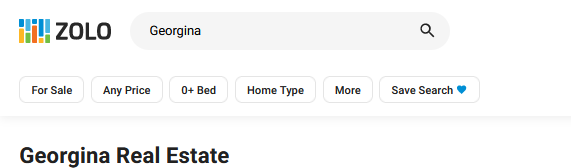 ZOLO
Georgina
For Sale
Any Price
0+ Bed
Home Type
More
Save Search
Georgina Real Estate